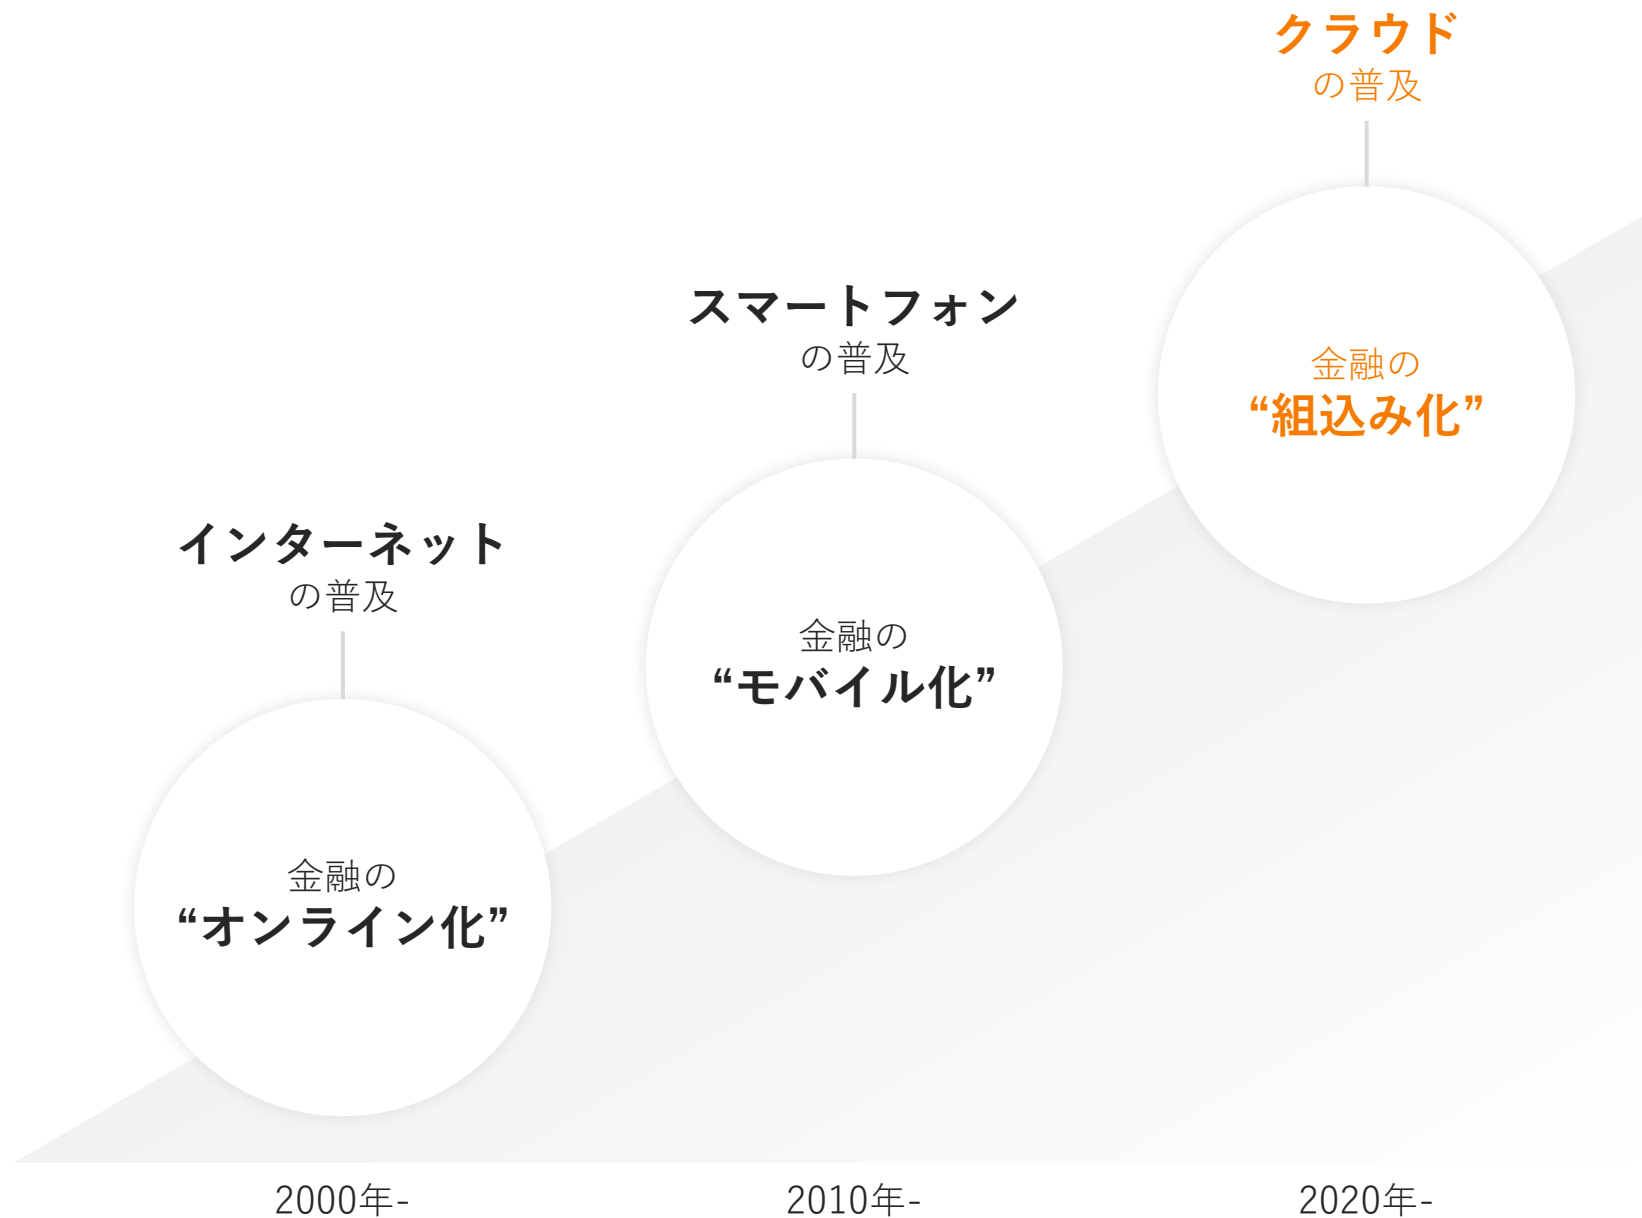 クラウド
の普及
金融の
“組込み化”
スマートフォン
の普及
金融の
“モバイル化”
インターネット
の普及
金融の
“オンライン化”
2000年-
2010年-
2020年-